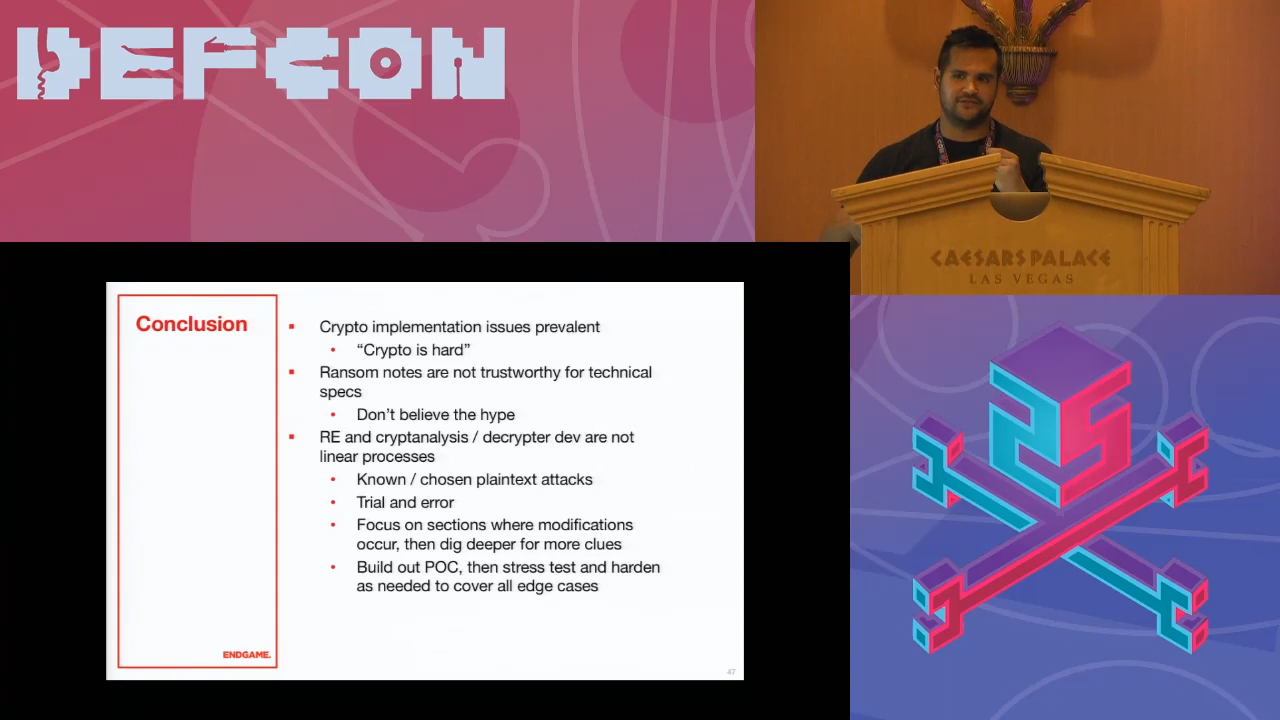 DEFCON
CAESARS PALACE
LAS VEGAS
Conclusion
▪ Crypto implementation issues prevalent
• “Crypto is hard”
▪ Ransom notes are not trustworthy for technical
specs
• Don’t believe the hype
▪ RE and cryptanalysis / decrypter dev are not
linear processes
• Known / chosen plaintext attacks
• Trial and error
• Focus on sections where modifications
occur, then dig deeper for more clues
• Build out POC, then stress test and harden
as needed to cover all edge cases
ENDGAME.
47
25